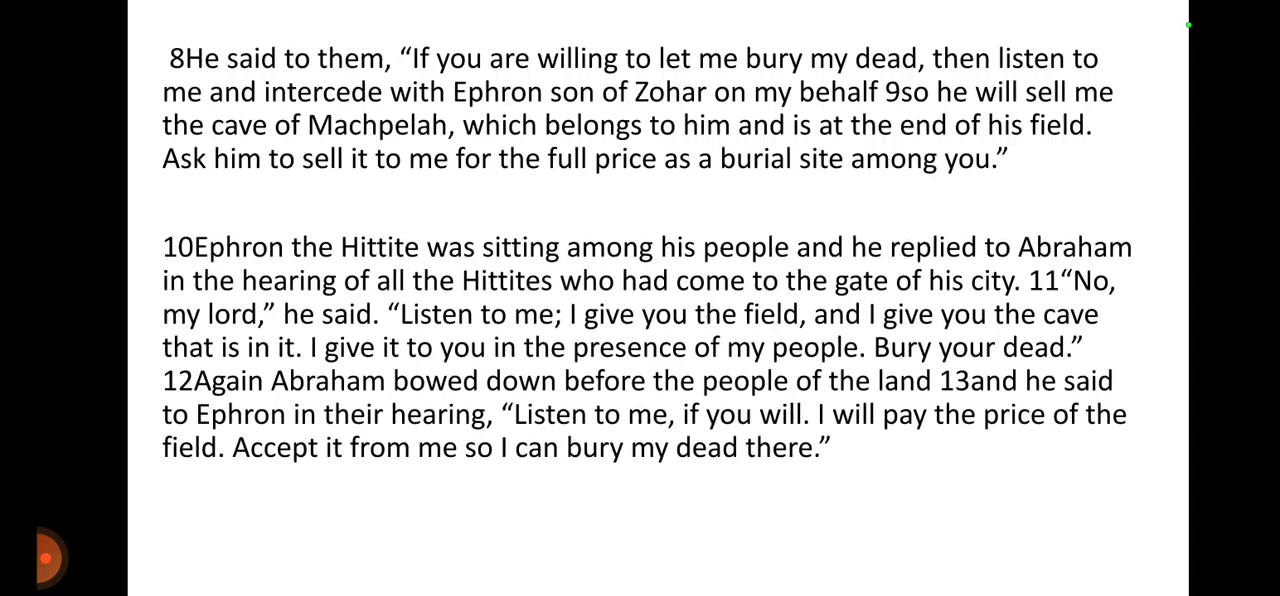 8He said to them, “If you are willing to let me bury my dead, then listen to
me and intercede with Ephron son of Zohar on my behalf 9so he will sell me
the cave of Machpelah, which belongs to him and is at the end of his field.
Ask him to sell it to me for the full price as a burial site among you.”
10Ephron the Hittite was sitting among his people and he replied to Abraham
in the hearing of all the Hittites who had come to the gate of his city. 11“No,
my lord,” he said. “Listen to me; I give you the field, and I give you the cave
that is in it. I give it to you in the presence of my people. Bury your dead.”
12Again Abraham bowed down before the people of the land 13and he said
to Ephron in their hearing, “Listen to me, if you will. I will pay the price of the
field. Accept it from me so I can bury my dead there.”